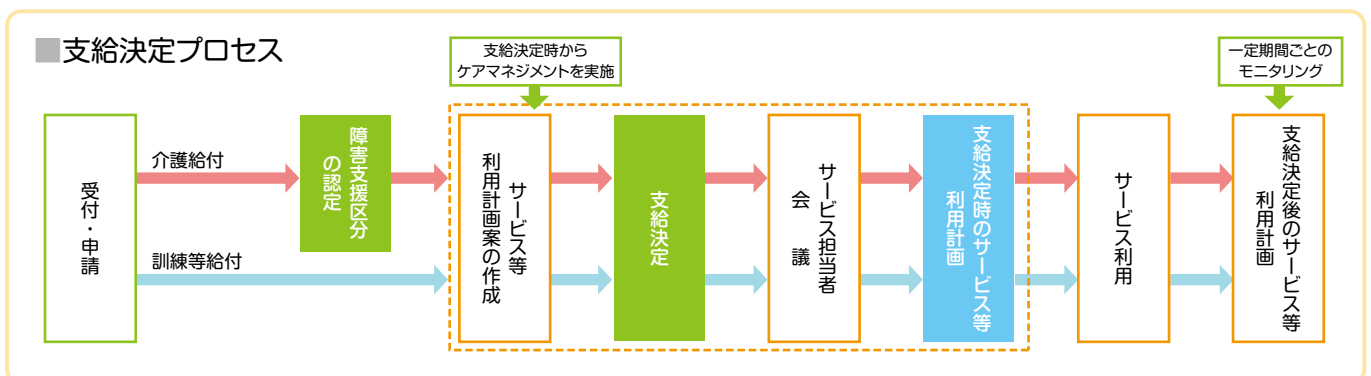 ■支給決定プロセス
支給決定時から
ケアマネジメントを実施
一定期間ごとの
モニタリング
受付・申請
介護給付
訓練等給付
障害支援区分
の認定
サービス等
利用計画案の作成
支給決定
サービス担当者
会議
支給決定時のサービス等
利用計画
サービス利用
支給決定後のサービス等
利用計画